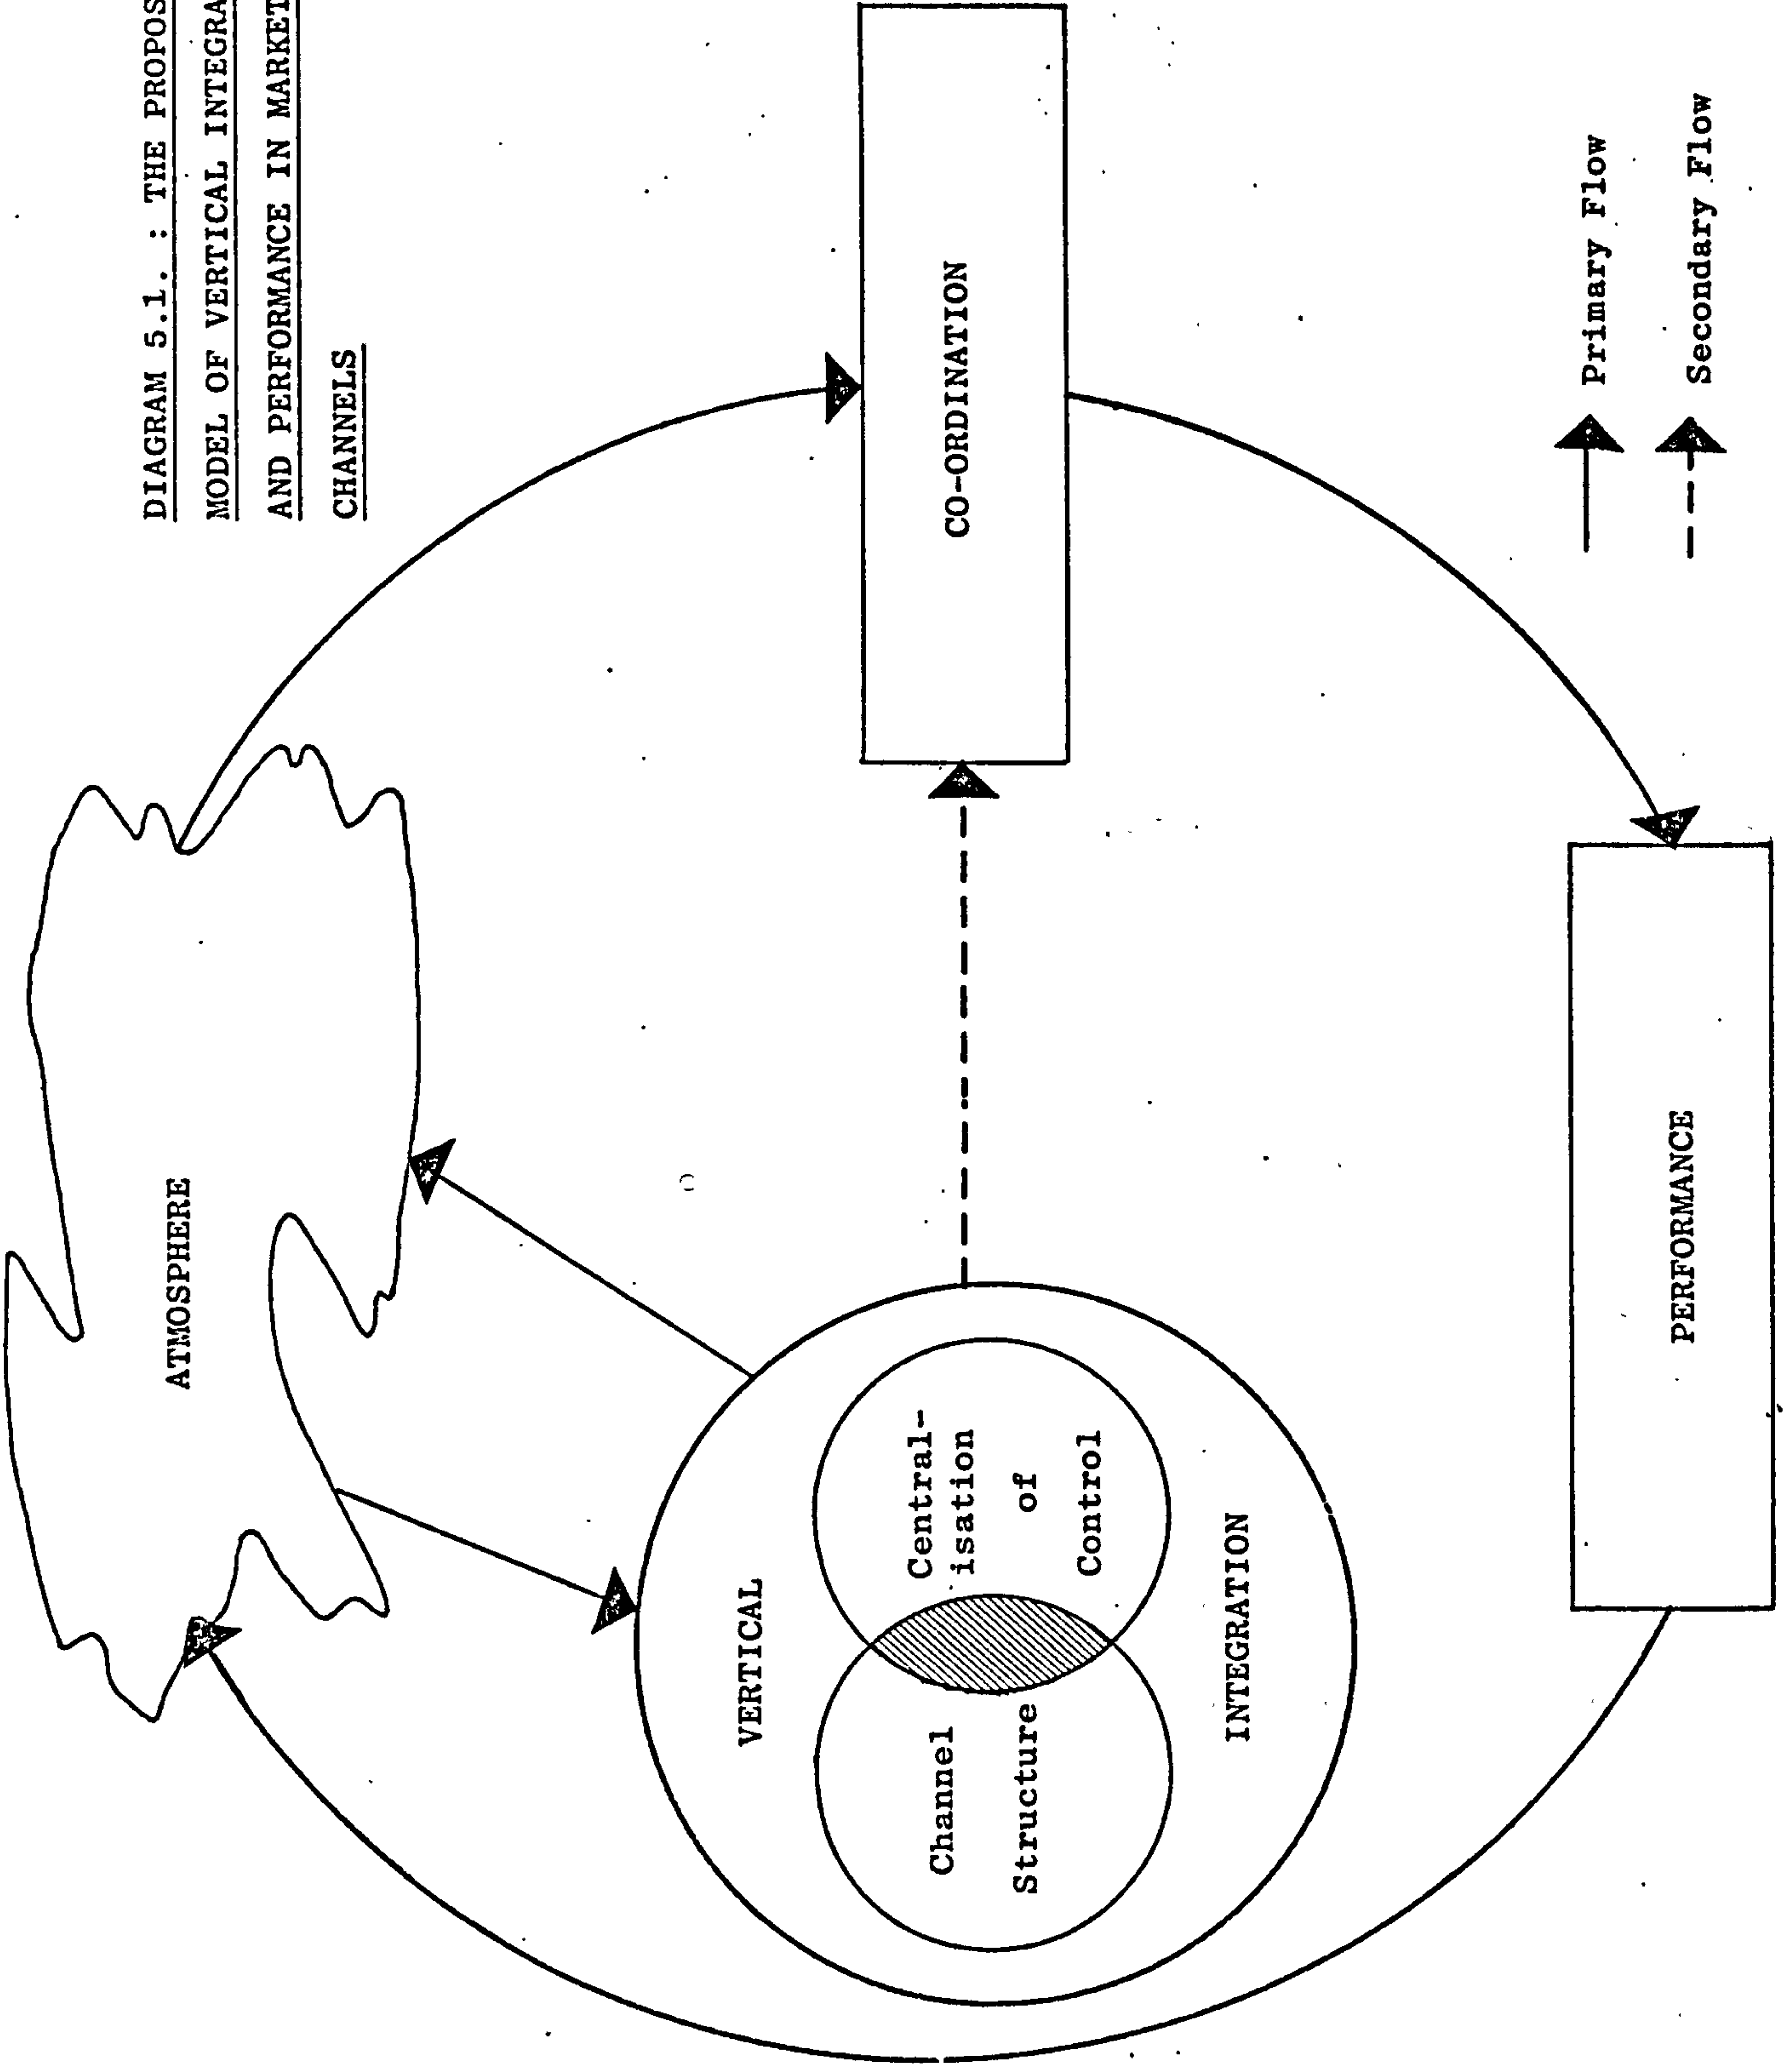 DIAGRAM 5.1. : THE PROPOS
MODEL OF VERTICAL INTEGRA
AND PERFORMANCE IN MARKET
CHANNELS
ATMOSPHERE
VERTICAL
Channel
Structure
Central-
isation
of
Control
INTEGRATION
CO-ORDINATION
PERFORMANCE
Primary Flow
Secondary Flow